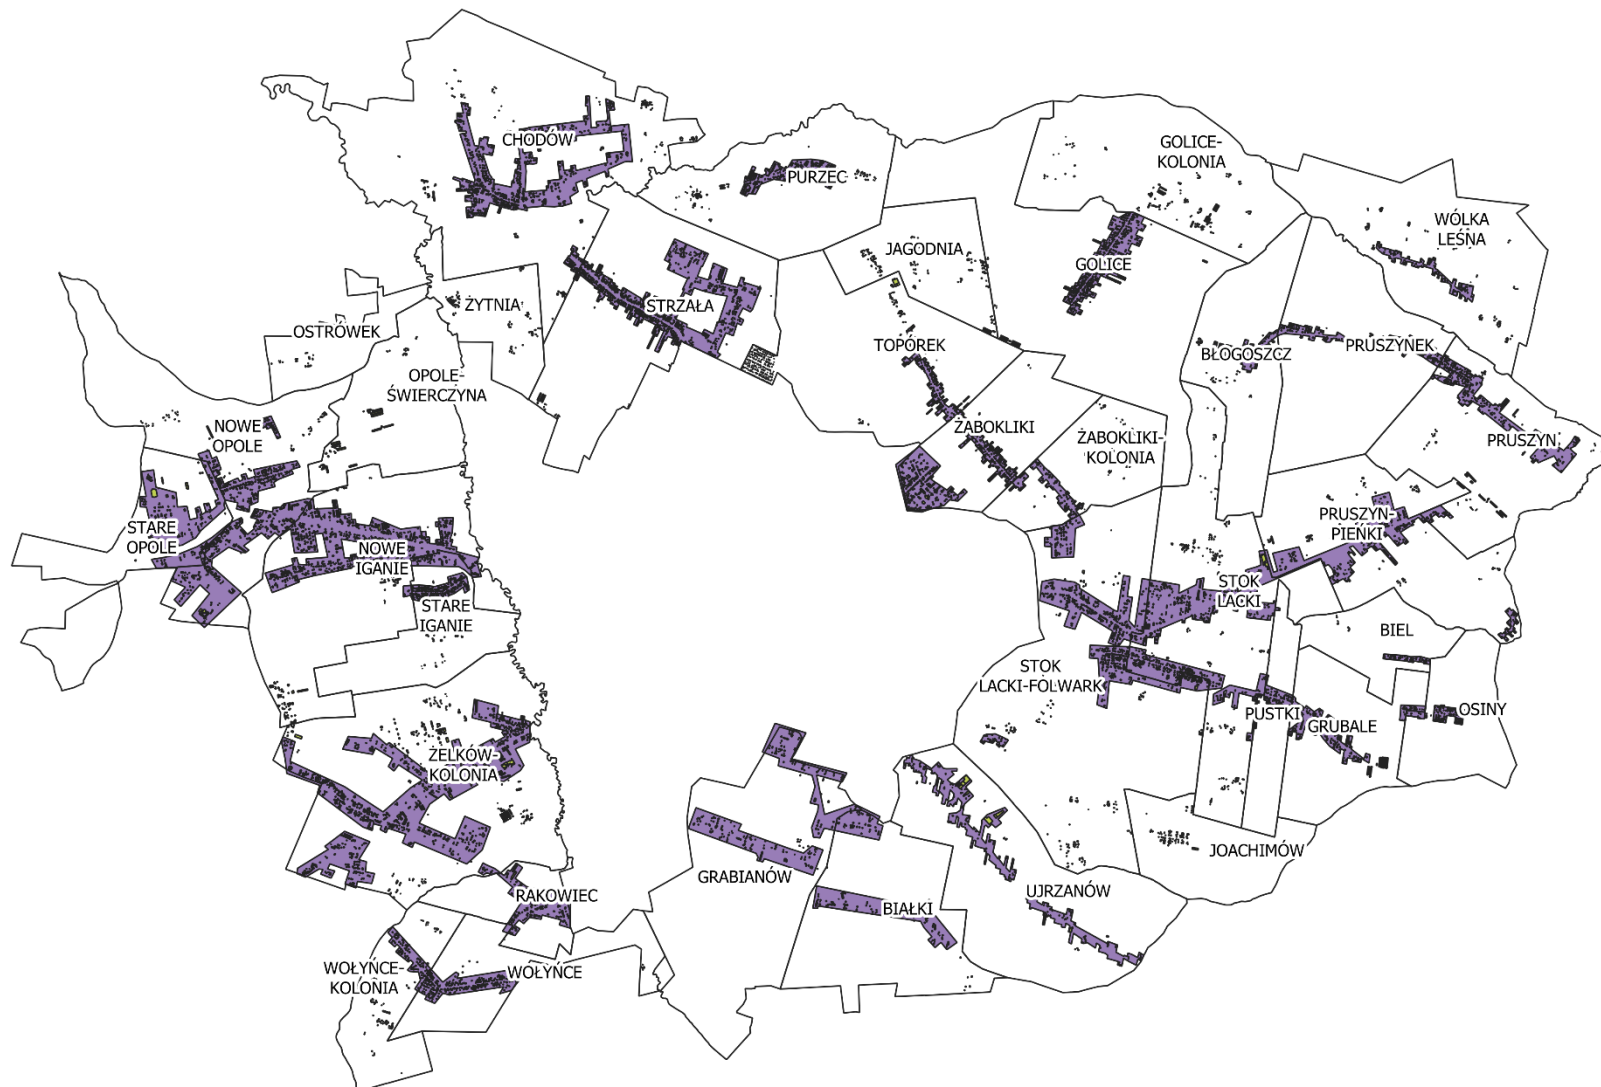 CHODÓW
PURZEC
GOLICE-
KOLONIA
WÓLKA
LEŚNA
JAGODNIA
GOLICE
ŻYTNIA
STRZAŁA
OSTRÓWEK
TOPÓREK
BŁOGOSZCZ
PRUSZYNEK
OPOLE-
ŚWIERCZYNA
NOWE
OPOLE
ŻABOKLIKI
ŻABOKLIKI-
KOLONIA
PRUSZYN
STARE
OPOLE
NOWE
IGANIE
PRUSZYN-
PIEŃKI
STOK
LACKI
STARE
IGANIE
BIEL
STOK
LACKI-FOLWARK
PUSTKI
GRUBALE
OSINY
ŻELKÓW-
KOLONIA
JOACHIMÓW
GRABIANÓW
RAKOWIEC
BIAŁKI
UJRZANÓW
WOŁYŃCE-
KOLONIA
WOŁYŃCE